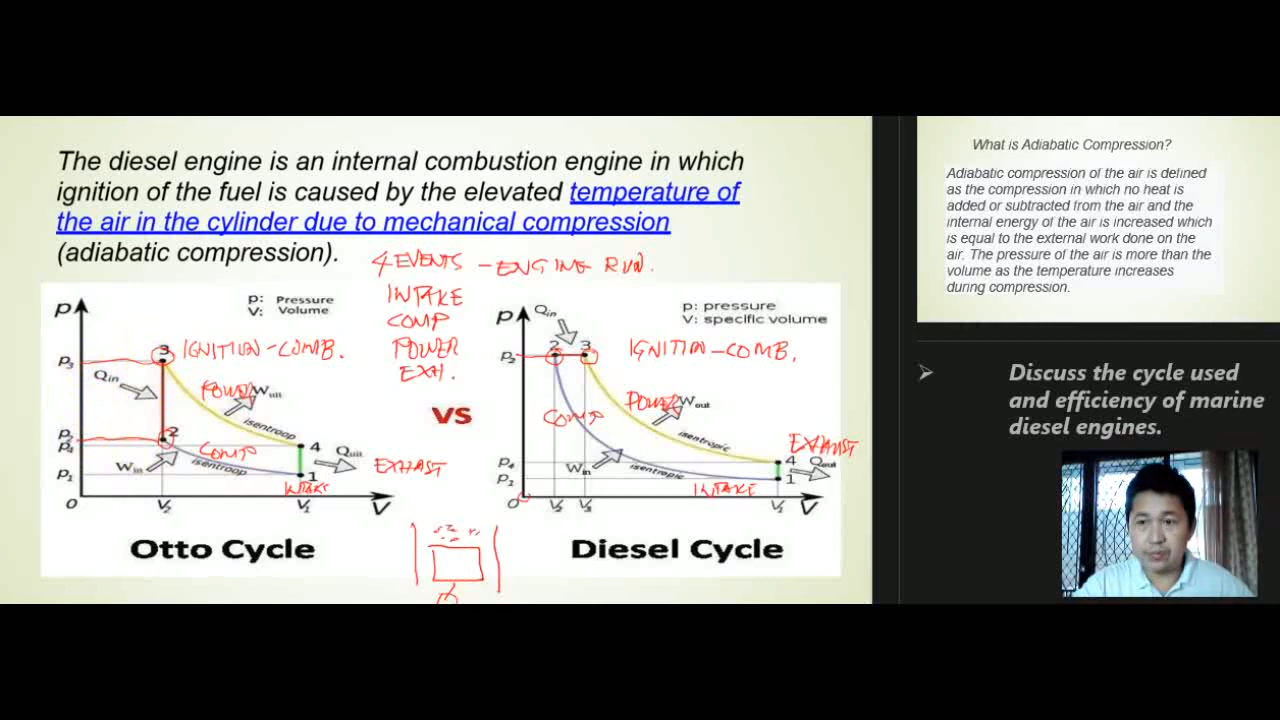 The diesel engine is an internal combustion engine in which
ignition of the fuel is caused by the elevated temperature of
the air in the cylinder due to mechanical compression
(adiabatic compression).
4 EVENTS - ENGINE RUN.
INTAKE
COMP
POWER
EXH.
p
p: Pressure
V: Volume
3 IGNITION-COMB.
P3
Qin
POWER
Wuit
isentroop
2
P2
P4
COMP
4
Quit
Win
isentroop
P1
1
EXHAST
INTAKE
0
V2
V1
V
Otto Cycle
VS
p
Qin
p: pressure
V: specific volume
2 3
IGNITION-COMB,
P2
COMP
POWER
Wout
isentropic
EXHAUST
P4
4
Qout
Win
isentropic
P1
1
INTAKE
0
V2
V3
V1
V
Diesel Cycle
What is Adiabatic Compression?
Adiabatic compression of the air is defined
as the compression in which no heat is
added or subtracted from the air and the
internal energy of the air is increased which
is equal to the external work done on the
air. The pressure of the air is more than the
volume as the temperature increases
during compression.
Discuss the cycle used
and efficiency of marine
diesel engines.